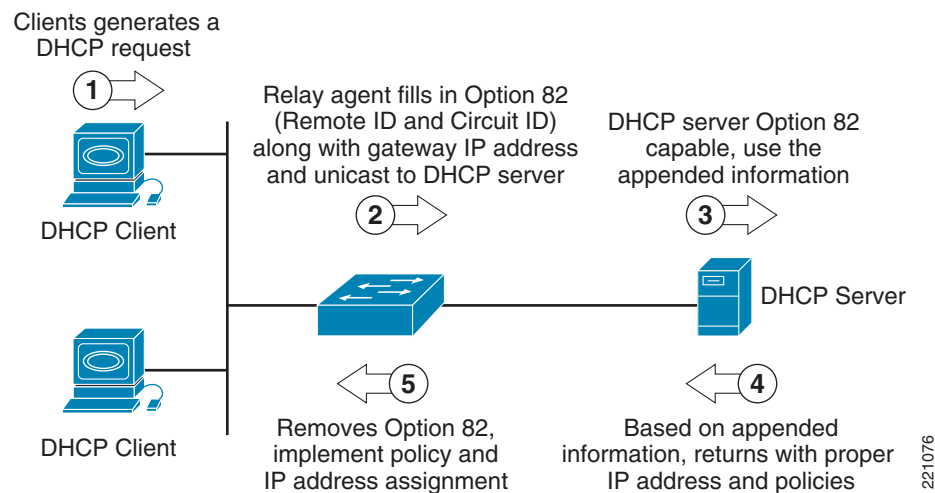 Clients generates a
DHCP request
1
Relay agent fills in Option 82
(Remote ID and Circuit ID)
along with gateway IP address
and unicast to DHCP server
2
DHCP server Option 82
capable, use the
appended information
3
DHCP Client
DHCP Server
DHCP Client
5
Removes Option 82,
implement policy and
IP address assignment
4
Based on appended
information, returns with proper
IP address and policies
221076